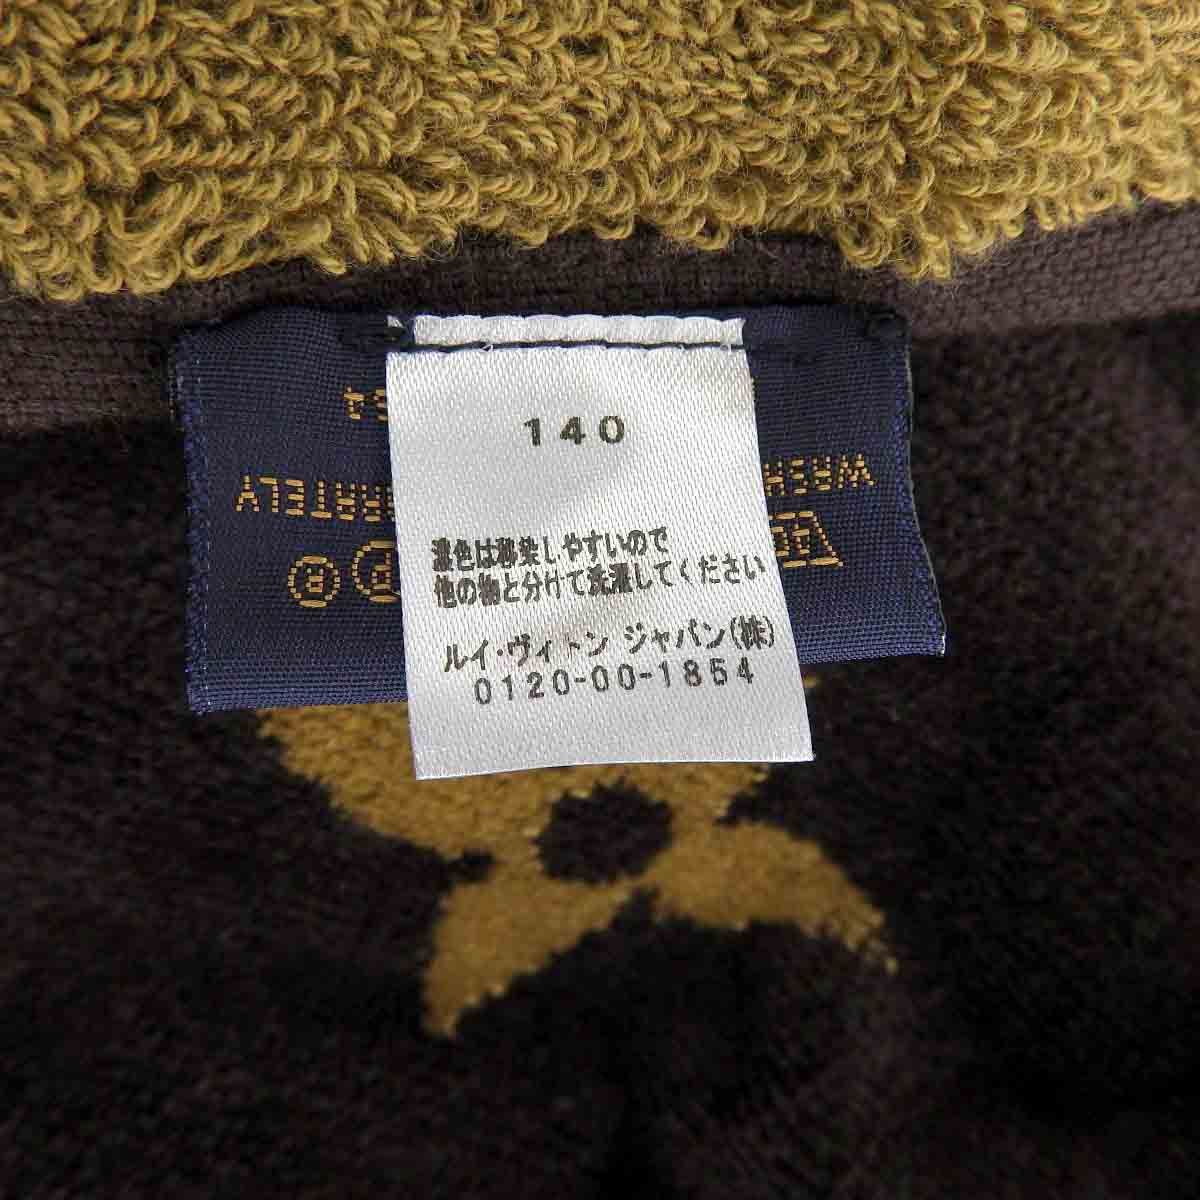 140
濃色は移染しやすいので
他の物と分けて洗濯してください
ルイ・ヴィトン ジャパン(株)
0120-00-1854
WASH